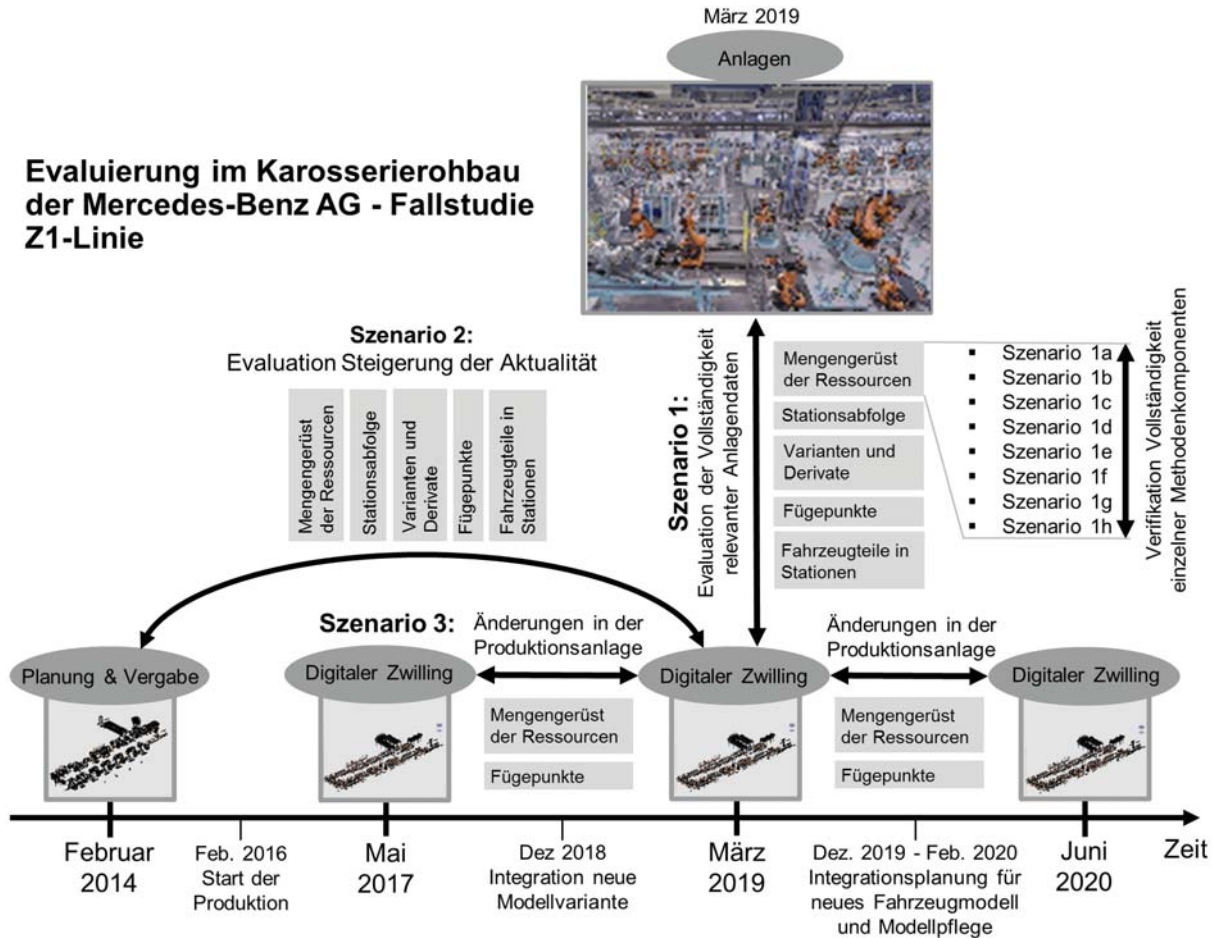 März 2019
Anlagen
Evaluierung im Karosserierohbau
der Mercedes-Benz AG - Fallstudie
Z1-Linie
Szenario 2:
Evaluation Steigerung der Aktualität
Mengengerüst
der Ressourcen
Stationsabfolge
Varianten und
Derivate
Fügepunkte
Fahrzeugteile in
Stationen
Szenario 1:
Evaluation der Vollständigkeit
relevanter Anlagendaten
Mengengerüst
der Ressourcen
Stationsabfolge
Varianten und
Derivate
Fügepunkte
Fahrzeugteile in
Stationen
▪ Szenario 1a
▪ Szenario 1b
▪ Szenario 1c
▪ Szenario 1d
▪ Szenario 1e
▪ Szenario 1f
▪ Szenario 1g
▪ Szenario 1h
Verifikation Vollständigkeit
einzelner Methodenkomponenten
Szenario 3:
Änderungen in der
Produktionsanlage
Änderungen in der
Produktionsanlage
Planung & Vergabe
Digitaler Zwilling
Digitaler Zwilling
Digitaler Zwilling
Mengengerüst
der Ressourcen
Fügepunkte
Mengengerüst
der Ressourcen
Fügepunkte
Februar
2014
Feb. 2016
Start der
Produktion
Mai
2017
Dez 2018
Integration neue
Modellvariante
März
2019
Dez. 2019 - Feb. 2020
Integrationsplanung für
neues Fahrzeugmodell
und Modellpflege
Juni
2020
Zeit